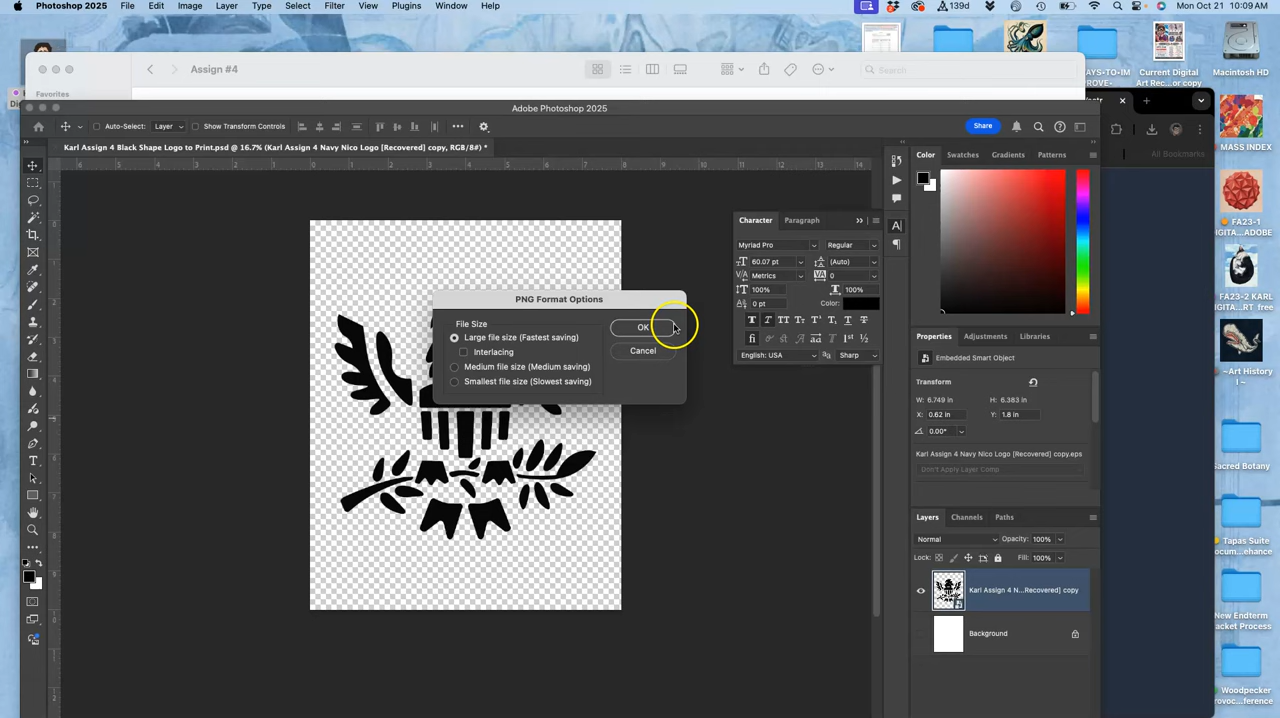 Photoshop 2025 File Edit Image Layer Type Select Filter View Plugins Window Help 139d Mon Oct 21 10:09 AM
Assign #4
Search
Favorites
AYS•TO•IM
PROVE•
Current Digital
Art Rec...or copy
Macintosh HD
Adobe Photoshop 2025
Auto-Select: Layer Show Transform Controls
Share
All Bookmarks
MASS INDEX
Karl Assign 4 Black Shape Logo to Print.psd @ 16.7% (Karl Assign 4 Navy Nico Logo [Recovered] copy, RGB/8#) *
Color Swatches Gradients Patterns
Character Paragraph
Myriad Pro Regular
60.07 pt (Auto)
Metrics 0
100% 100%
0 pt Color:
English: USA Sharp
FA23-1
DIGITA...ADOBE
FA23-2 KARL
DIGITA... free
PNG Format Options
File Size
Large file size (Fastest saving)
Interlacing
Medium file size (Medium saving)
Smallest file size (Slowest saving)
OK
Cancel
Properties Adjustments Libraries
Embedded Smart Object
Transform
W: 6.749 in H: 6.383 in
X: 0.62 in Y: 1.8 in
0.00°
Karl Assign 4 Navy Nico Logo [Recovered] copy.eps
Don't Apply Layer Comp
~Art History
I ~
Sacred Botany
Layers Channels Paths
Normal Opacity: 100%
Lock: Fill: 100%
Karl Assign 4 N...Recovered] copy
Background
Tapas Suite
Docum...ehance
New Endterm
Packet Process
Woodpecker
Provoc...ference